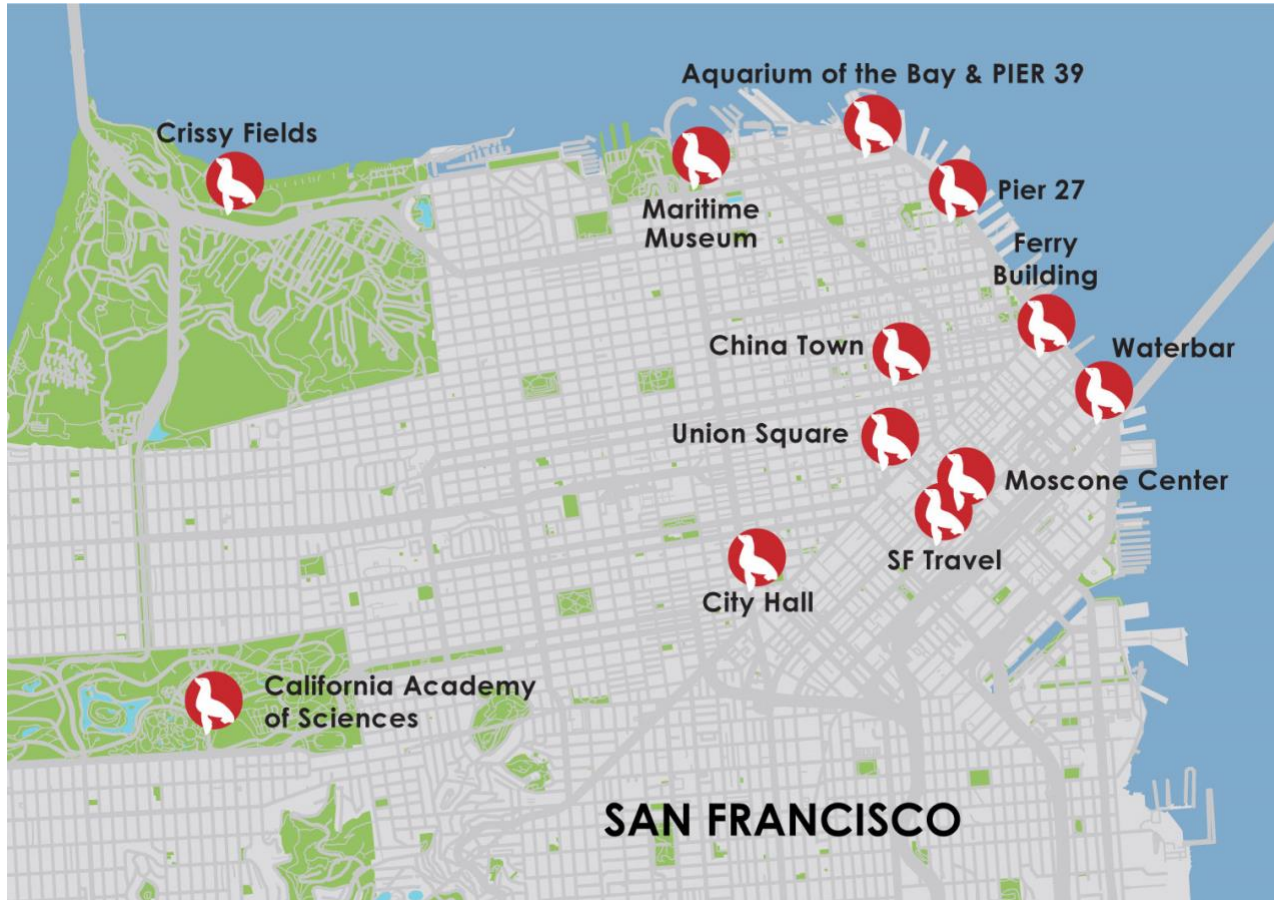 Aquarium of the Bay & PIER 39
Crissy Fields
Pier 27
Maritime
Museum
Ferry
Building
China Town
Waterbar
Union Square
Moscone Center
SF Travel
City Hall
California Academy
of Sciences
SAN FRANCISCO